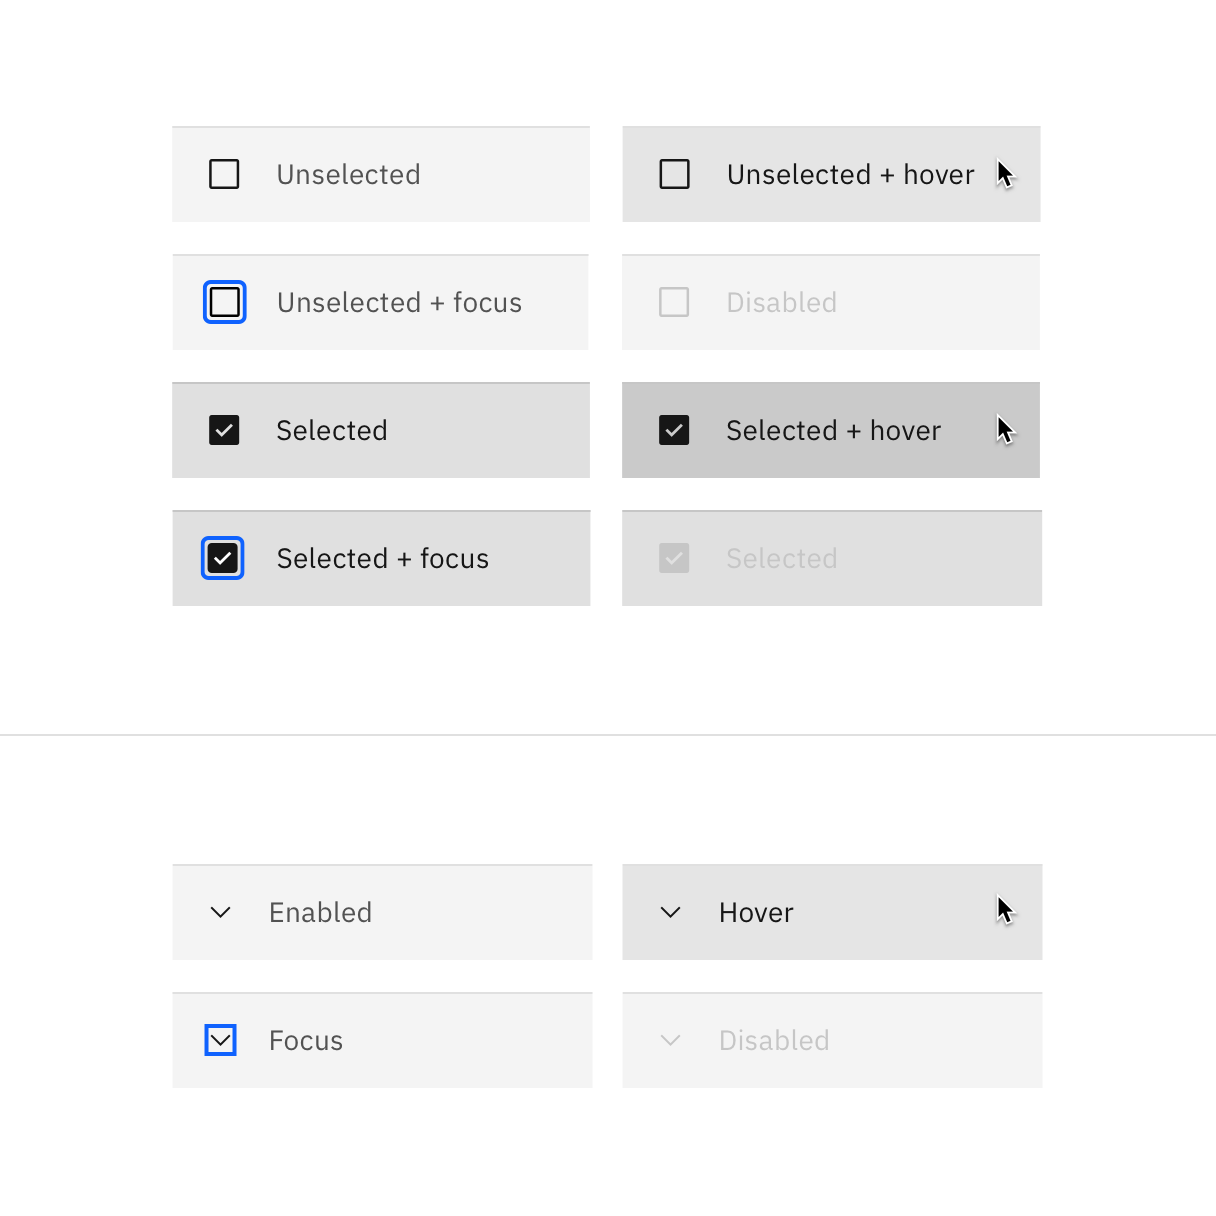 Unselected
Unselected + hover
Unselected + focus
Disabled
Selected
Selected + hover
Selected + focus
Selected
Enabled
Hover
Focus
Disabled